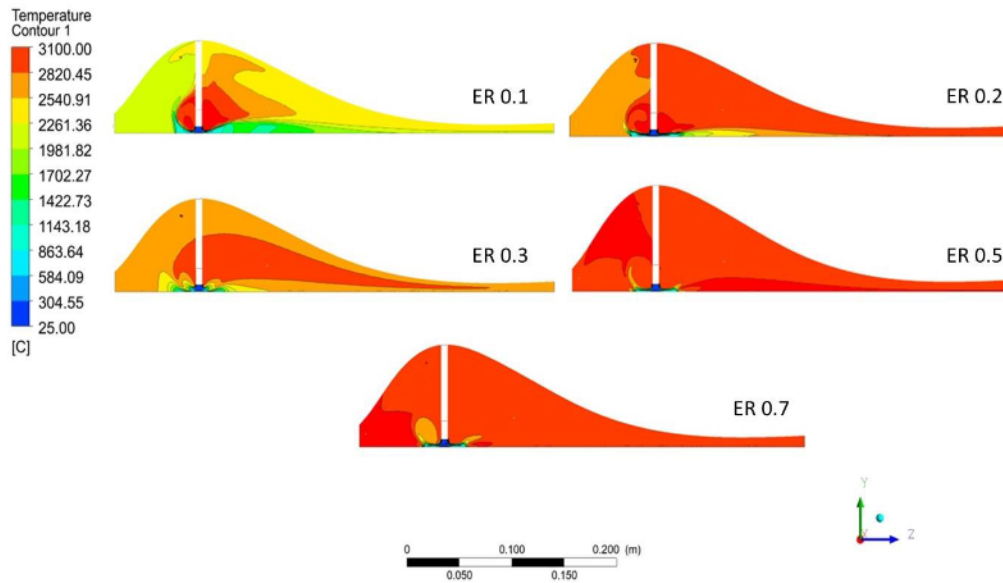 Temperature
Contour 1
3100.00
2820.45
2540.91
2261.36
1981.82
1702.27
1422.73
1143.18
863.64
584.09
304.55
25.00
[C]
ER 0.1
ER 0.2
ER 0.3
ER 0.5
ER 0.7
Y
Z
0 0.100 0.200 (m)
0.050 0.150